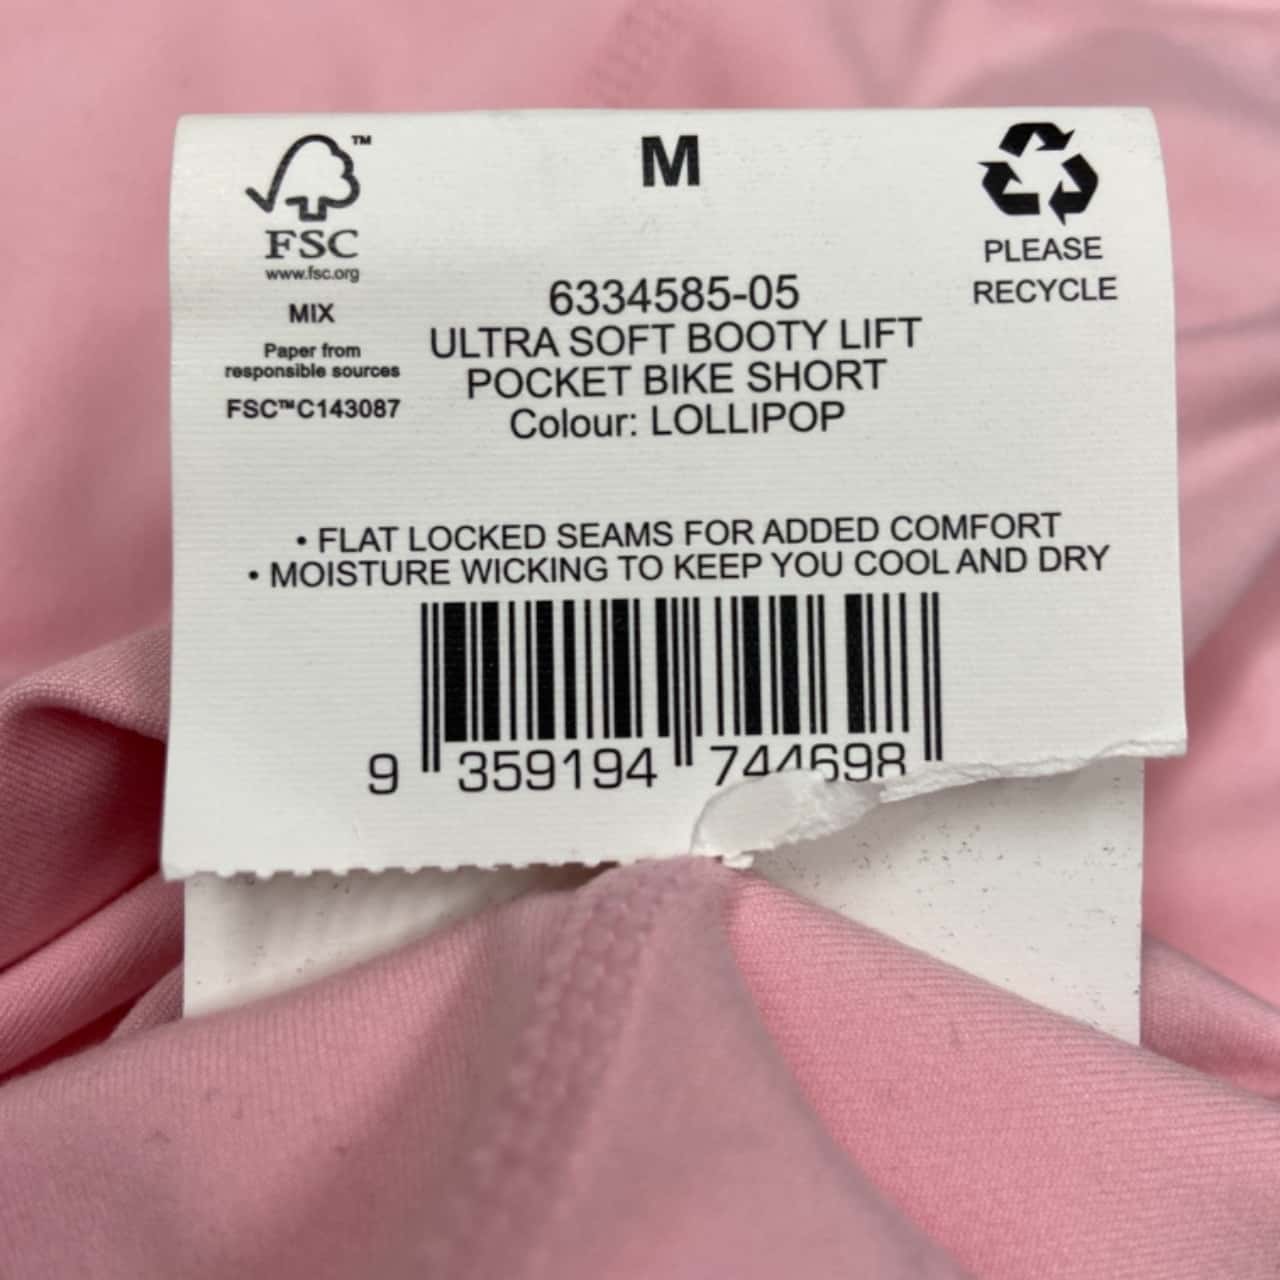 ™
FSC
www.fsc.org
MIX
Paper from
responsible sources
FSC™C143087
M
PLEASE
RECYCLE
6334585-05
ULTRA SOFT BOOTY LIFT
POCKET BIKE SHORT
Colour: LOLLIPOP
• FLAT LOCKED SEAMS FOR ADDED COMFORT
• MOISTURE WICKING TO KEEP YOU COOL AND DRY
9 359194 744698